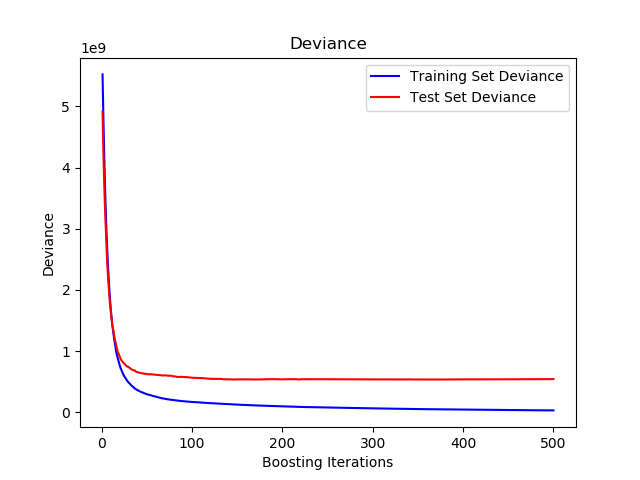 Deviance
1e9
Training Set Deviance
Test Set Deviance
5
4
3
2
1
0
Deviance
0 100 200 300 400 500
Boosting Iterations